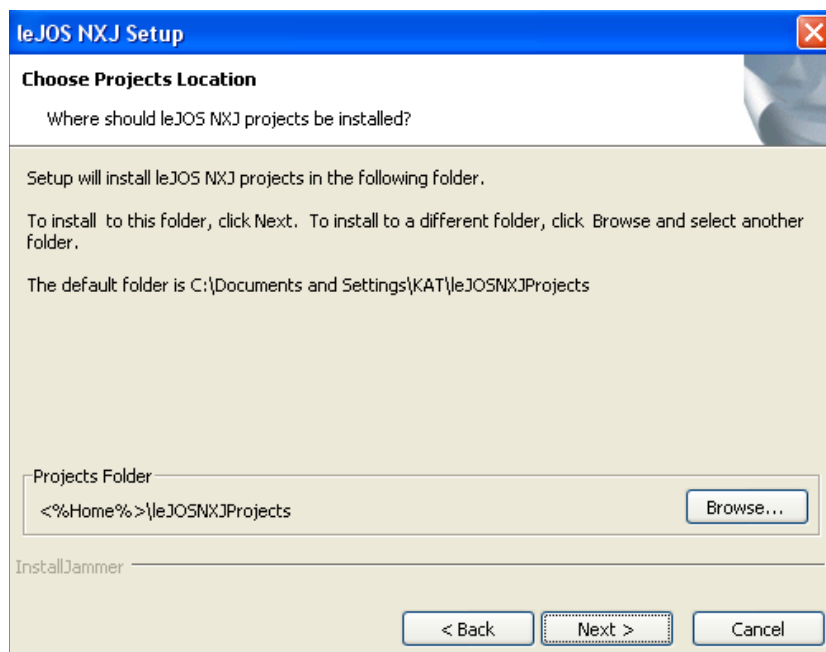 leJOS NXJ Setup
Choose Projects Location
Where should leJOS NXJ projects be installed?
Setup will install leJOS NXJ projects in the following folder.
To install  to this folder, click Next.  To install to a different folder, click  Browse and select another
folder.
The default folder is C:\Documents and Settings\KAT\leJOSNXJProjects
Projects Folder
<%Home%>\leJOSNXJProjects
Browse...
InstallJammer
< Back
Next >
Cancel